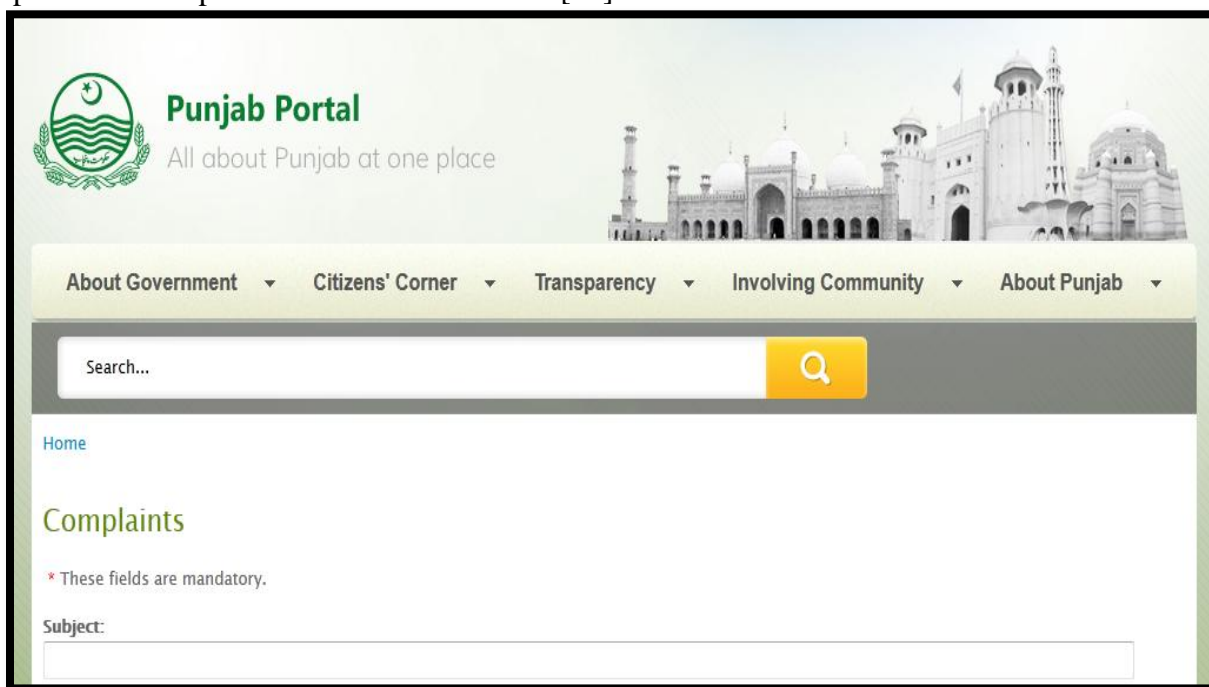 Punjab Portal
All about Punjab at one place
About Government Citizens' Corner Transparency Involving Community About Punjab
Search...
Home
Complaints
* These fields are mandatory.
Subject: